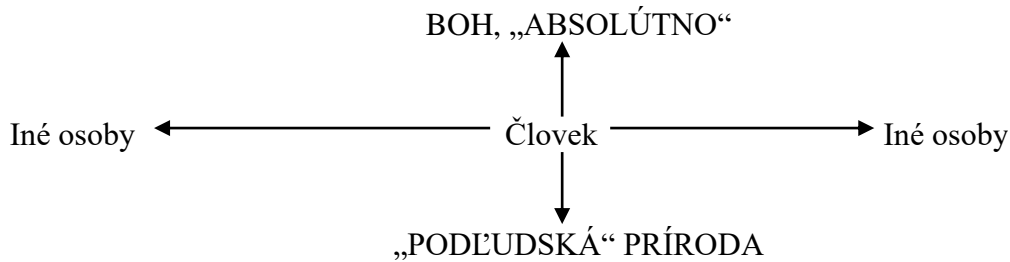 BOH, „ABSOLÚTNO“
Iné osoby Človek Iné osoby
„PODĽUDSKÁ“ PRÍRODA